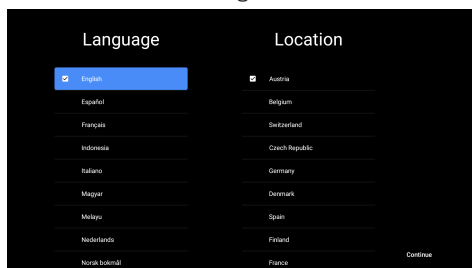 Language
English
Español
Français
Indonesia
Italiano
Magyar
Melayu
Nederlands
Norsk bokmål
Location
Austria
Belgium
Switzerland
Czech Republic
Germany
Denmark
Spain
Finland
France
Continue